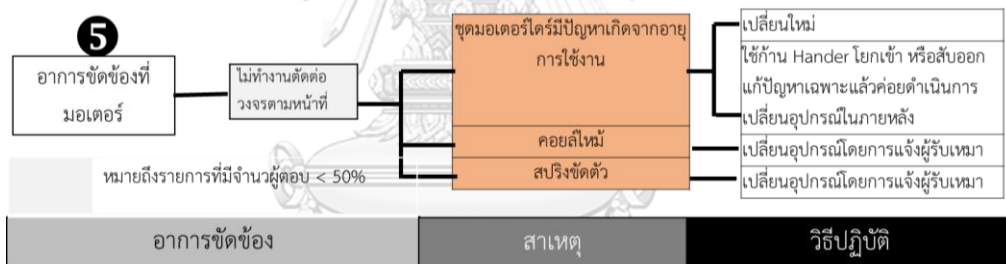 5
อาการขัดข้องที่
มอเตอร์
ไม่ทำงานตัดต่อ
วงจรตามหน้าที่
ชุดมอเตอร์ไดร์มีปัญหาเกิดจากอายุ
การใช้งาน
คอยล์ไหม้
สปริงขัดตัว
เปลี่ยนใหม่
ใช้ก้าน Hander โยกเข้า หรือสับออก
แก้ปัญหาเฉพาะแล้วค่อยดำเนินการ
เปลี่ยนอุปกรณ์ในภายหลัง
เปลี่ยนอุปกรณ์โดยการแจ้งผู้รับเหมา
เปลี่ยนอุปกรณ์โดยการแจ้งผู้รับเหมา
หมายถึงรายการที่มีจำนวผู้ตอบ < 50%
อาการขัดข้อง
สาเหตุ
วิธีปฏิบัติ